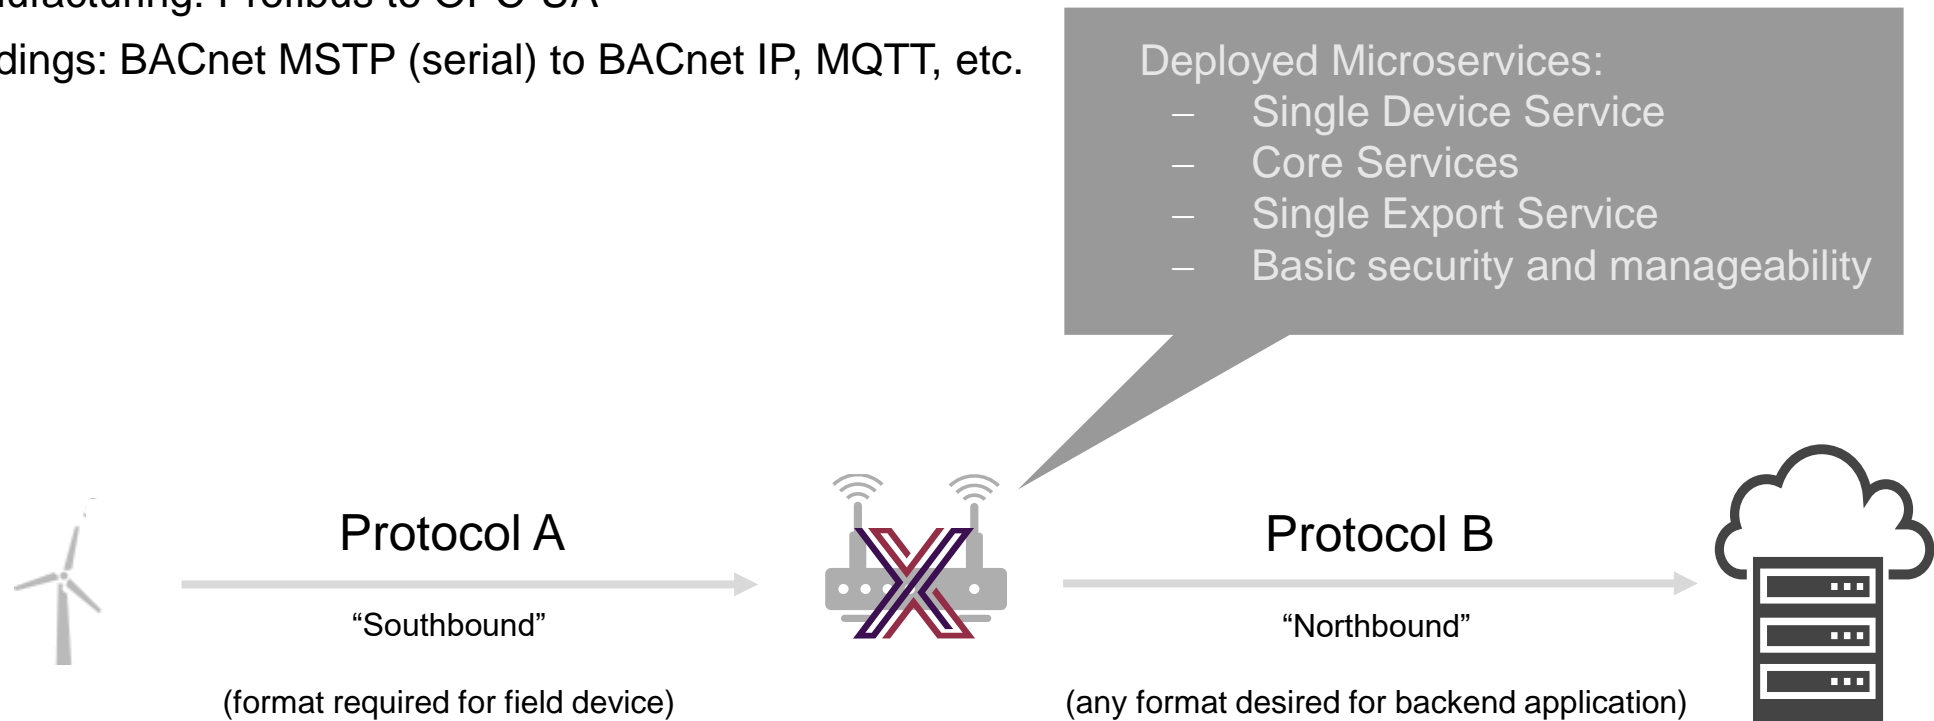 dings: BACnet MSTP (serial) to BACnet IP, MQTT, etc.
Deployed Microservices:
– Single Device Service
– Core Services
– Single Export Service
– Basic security and manageability
Protocol A
Protocol B
“Southbound”
“Northbound”
(format required for field device)
(any format desired for backend application)